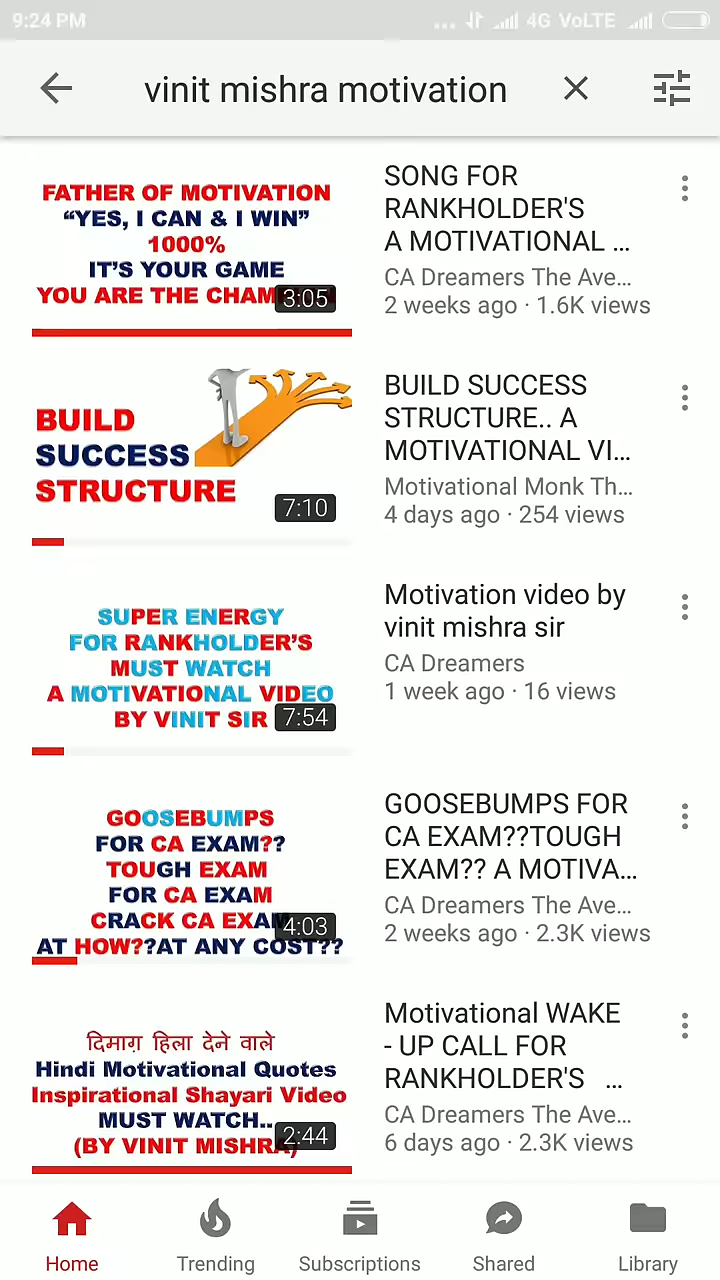 9:24 PM
... 4G VoLTE
vinit mishra motivation
FATHER OF MOTIVATION
“YES, I CAN & I WIN”
1000%
IT’S YOUR GAME
YOU ARE THE CHAM
3:05
SONG FOR
RANKHOLDER'S
A MOTIVATIONAL ...
CA Dreamers The Ave...
2 weeks ago · 1.6K views
BUILD
SUCCESS
STRUCTURE
7:10
BUILD SUCCESS
STRUCTURE.. A
MOTIVATIONAL VI...
Motivational Monk Th...
4 days ago · 254 views
SUPER ENERGY
FOR RANKHOLDER’S
MUST WATCH
A MOTIVATIONAL VIDEO
BY VINIT SIR
7:54
Motivation video by
vinit mishra sir
CA Dreamers
1 week ago · 16 views
GOOSEBUMPS
FOR CA EXAM??
TOUGH EXAM
FOR CA EXAM
CRACK CA EXAM
AT HOW??AT ANY COST??
4:03
GOOSEBUMPS FOR
CA EXAM??TOUGH
EXAM?? A MOTIVA...
CA Dreamers The Ave...
2 weeks ago · 2.3K views
दिमाग़ हिला देने वाले
Hindi Motivational Quotes
Inspirational Shayari Video
MUST WATCH..
(BY VINIT MISHRA)
2:44
Motivational WAKE
- UP CALL FOR
RANKHOLDER'S ...
CA Dreamers The Ave...
6 days ago · 2.3K views
Home
Trending
Subscriptions
Shared
Library